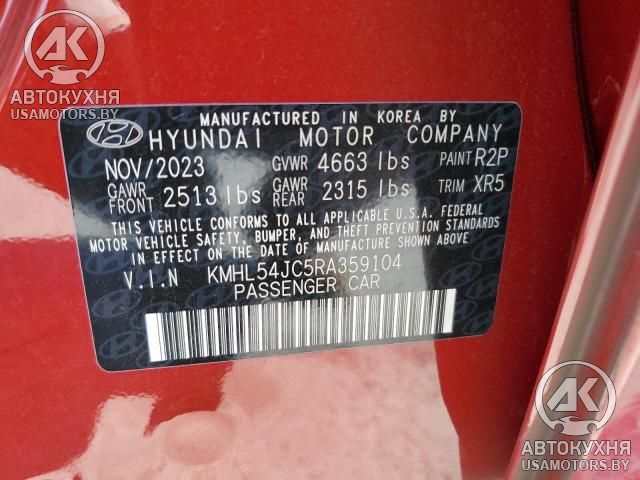 АК
АВТОКУХНЯ
USAMOTORS.BY
MANUFACTURED IN KOREA BY
HYUNDAI MOTOR COMPANY
NOV/2023 GVWR 4663 lbs PAINT R2P
GAWR FRONT 2513 lbs GAWR REAR 2315 lbs TRIM XR5
THIS VEHICLE CONFORMS TO ALL APPLICABLE U.S.A. FEDERAL
MOTOR VEHICLE SAFETY, BUMPER, AND THEFT PREVENTION STANDARDS
IN EFFECT ON THE DATE OF MANUFACTURE SHOWN ABOVE.
V.I.N KMHL54JC5RA359104
PASSENGER CAR
АК
АВТОКУХНЯ
USAMOTORS.BY